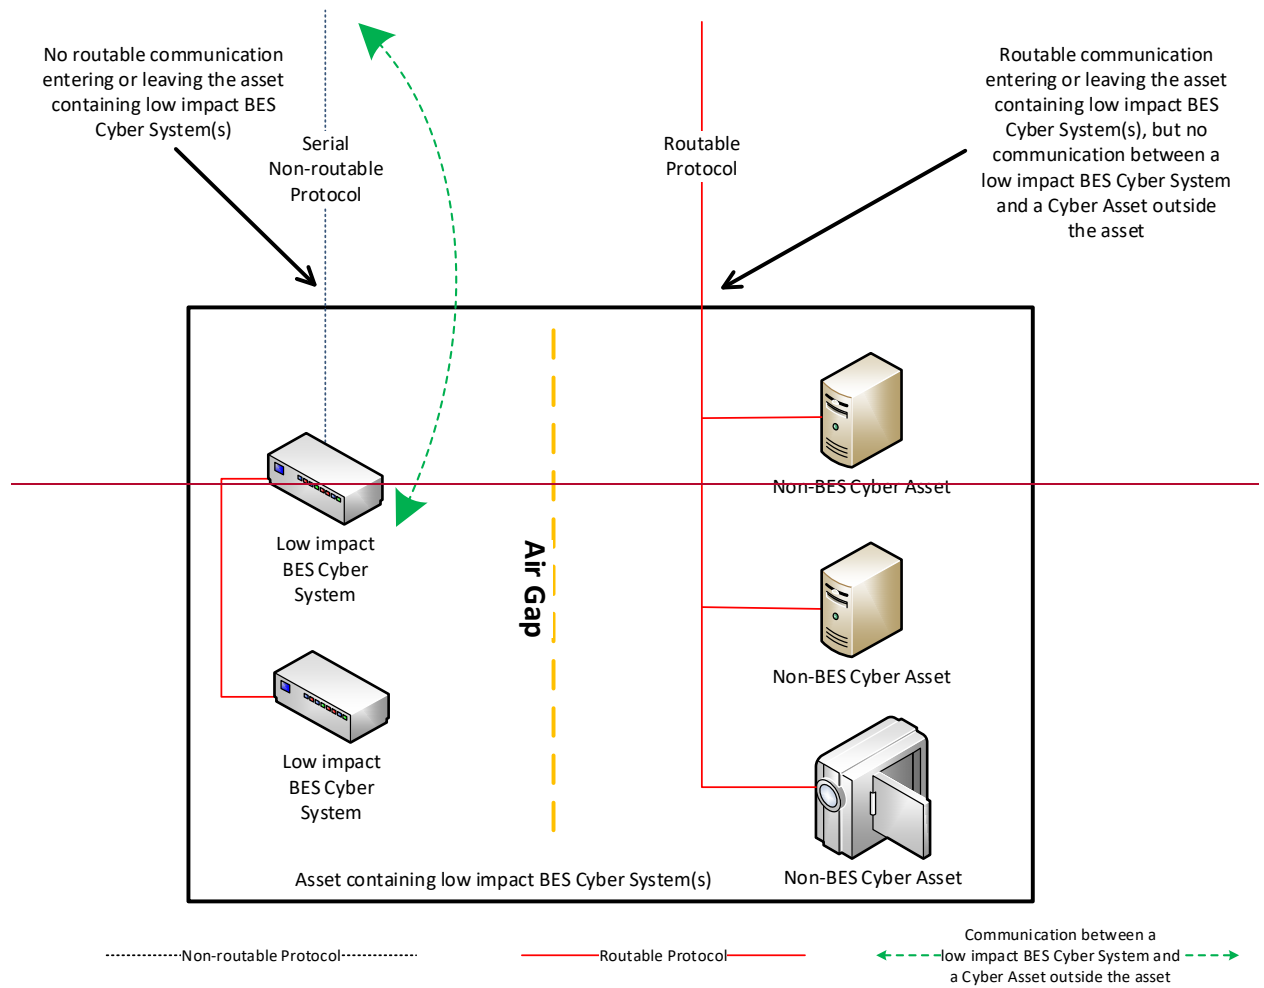 No routable communication
entering or leaving the asset
containing low impact BES
Cyber System(s)
Serial
Non-routable
Protocol
Routable
Protocol
Routable communication
entering or leaving the asset
containing low impact BES
Cyber System(s), but no
communication between a
low impact BES Cyber System
and a Cyber Asset outside
the asset
Low impact
BES Cyber
System
Low impact
BES Cyber
System
Air Gap
Non-BES Cyber Asset
Non-BES Cyber Asset
Non-BES Cyber Asset
Asset containing low impact BES Cyber System(s)
Non-routable Protocol
Routable Protocol
Communication between a
low impact BES Cyber System and
a Cyber Asset outside the asset